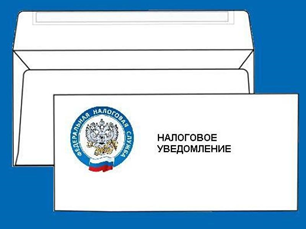 ФЕДЕРАЛЬНАЯ НАЛОГОВАЯ СЛУЖБА
НАЛОГОВОЕ
УВЕДОМЛЕНИЕ